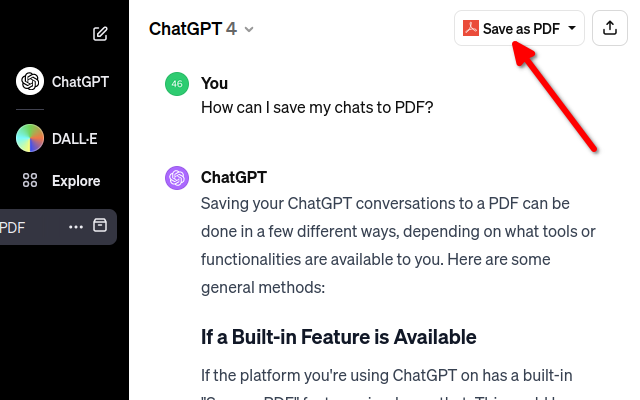 ChatGPT 4
Save as PDF
ChatGPT
DALL·E
Explore
PDF
46
You
How can I save my chats to PDF?
ChatGPT
Saving your ChatGPT conversations to a PDF can be
done in a few different ways, depending on what tools or
functionalities are available to you. Here are some
general methods:
If a Built-in Feature is Available
If the platform you're using ChatGPT on has a built-in